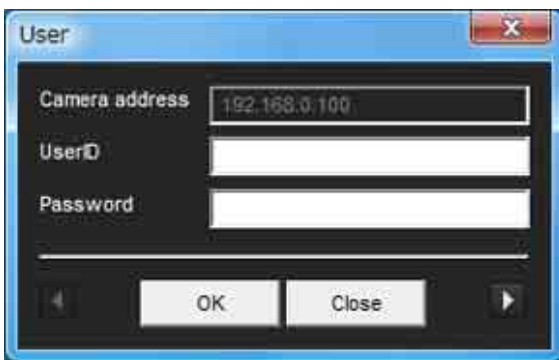 User
Camera address 192.168.0.100
UserID
Password
OK Close